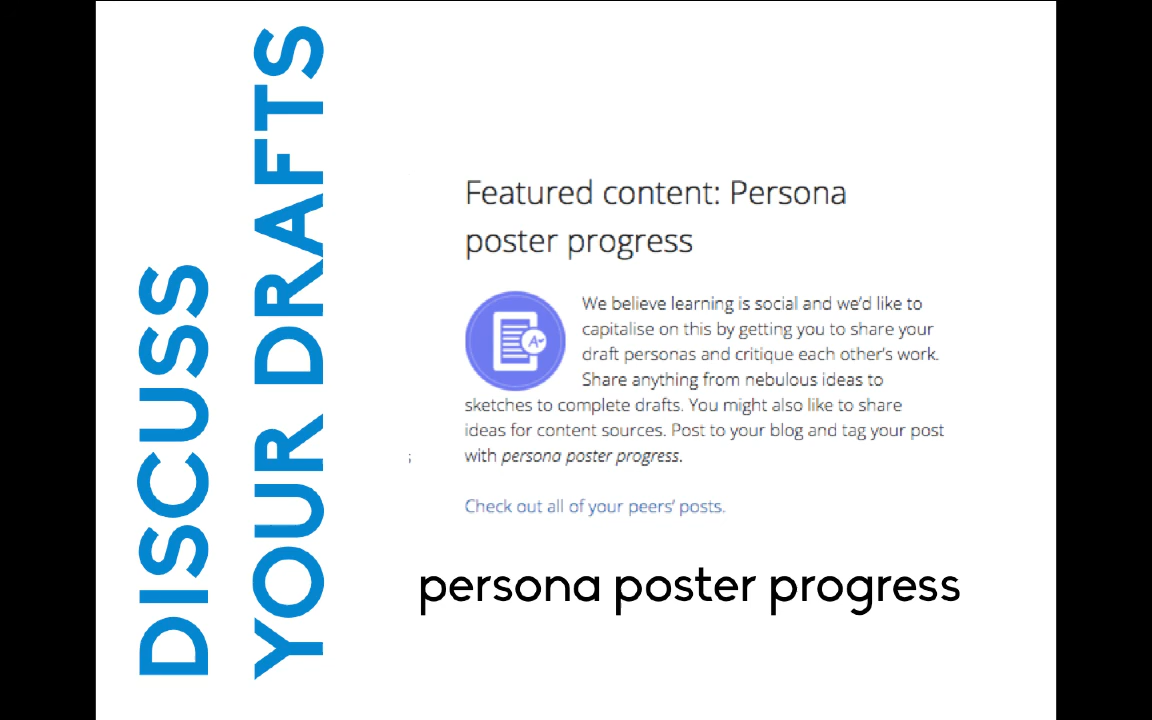 DISCUSS
YOUR DRAFTS
Featured content: Persona
poster progress
A-
We believe learning is social and we'd like to
capitalise on this by getting you to share your
draft personas and critique each other's work.
Share anything from nebulous ideas to
sketches to complete drafts. You might also like to share
ideas for content sources. Post to your blog and tag your post
with persona poster progress.
;
Check out all of your peers' posts.
persona poster progress